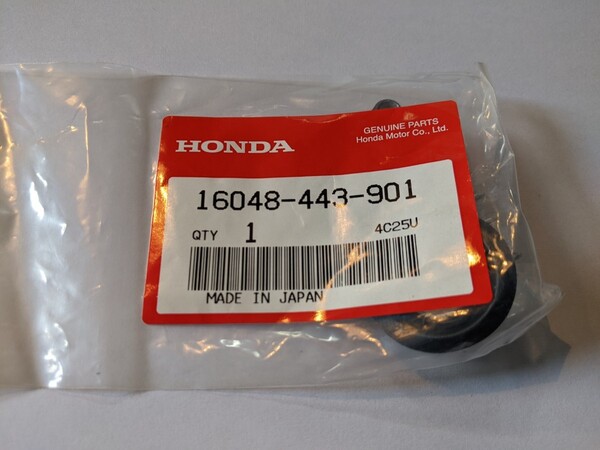 GENUINE PARTS
Honda Motor Co., Ltd.
HONDA
16048-443-901
QTY 1 4C25U
MADE IN JAPAN